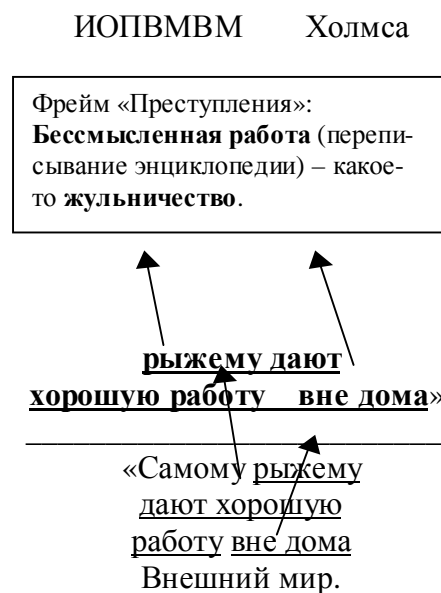 ИОПВМВМ Холмса
Фрейм «Преступления»:
Бессмысленная работа (перепи-
сывание энциклопедии) – какое-
то жульничество.
рыжему дают
хорошую работу вне дома»
«Самому рыжему
дают хорошую
работу вне дома
Внешний мир.